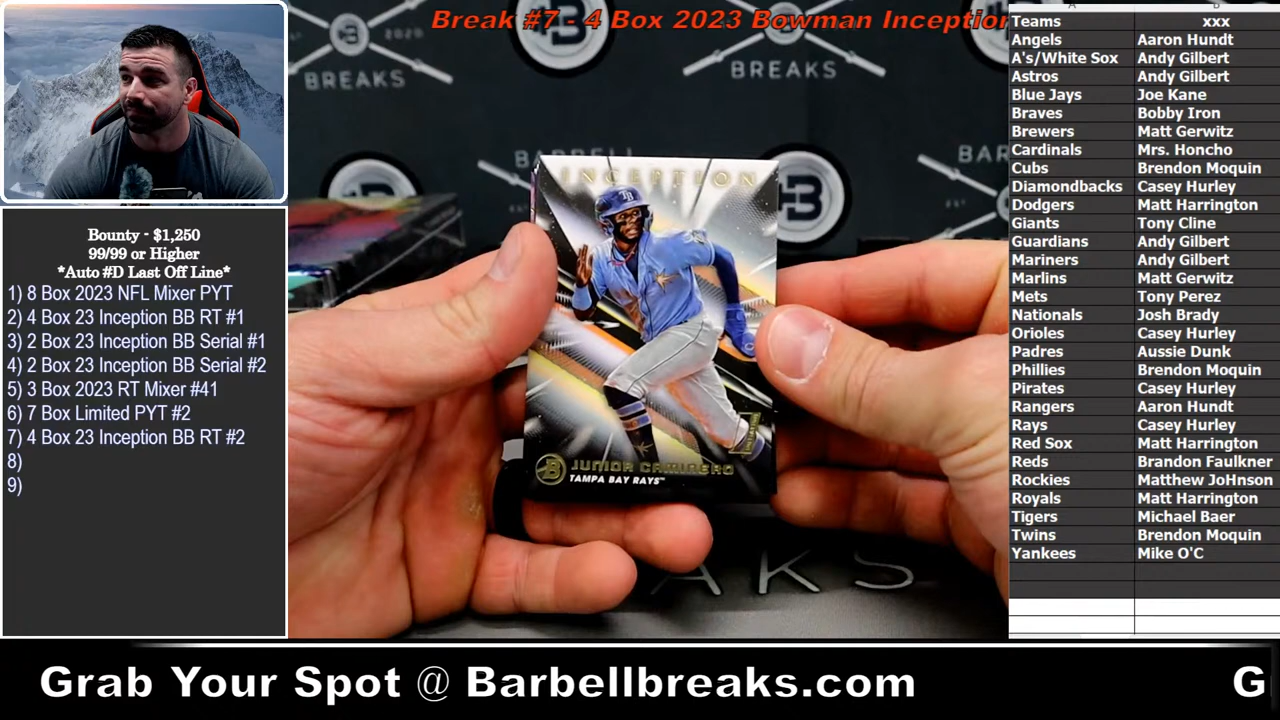 Break #7 - 4 Box 2023 Bowman Inception
BREAKS
2020
BREAKS
INCEPTION
JUNIOR CAMINERO
TAMPA BAY RAYS™
AKS
Bounty - $1,250
99/99 or Higher
*Auto #D Last Off Line*
1) 8 Box 2023 NFL Mixer PYT
2) 4 Box 23 Inception BB RT #1
3) 2 Box 23 Inception BB Serial #1
4) 2 Box 23 Inception BB Serial #2
5) 3 Box 2023 RT Mixer #41
6) 7 Box Limited PYT #2
7) 4 Box 23 Inception BB RT #2
8)
9)
Teams xxx
Angels Aaron Hundt
A's/White Sox Andy Gilbert
Astros Andy Gilbert
Blue Jays Joe Kane
Braves Bobby Iron
Brewers Matt Gerwitz
Cardinals Mrs. Honcho
Cubs Brendon Moquin
Diamondbacks Casey Hurley
Dodgers Matt Harrington
Giants Tony Cline
Guardians Andy Gilbert
Mariners Andy Gilbert
Marlins Matt Gerwitz
Mets Tony Perez
Nationals Josh Brady
Orioles Casey Hurley
Padres Aussie Dunk
Phillies Brendon Moquin
Pirates Casey Hurley
Rangers Aaron Hundt
Rays Casey Hurley
Red Sox Matt Harrington
Reds Brandon Faulkner
Rockies Matthew JoHnson
Royals Matt Harrington
Tigers Michael Baer
Twins Brendon Moquin
Yankees Mike O'C
Grab Your Spot @ Barbellbreaks.com G